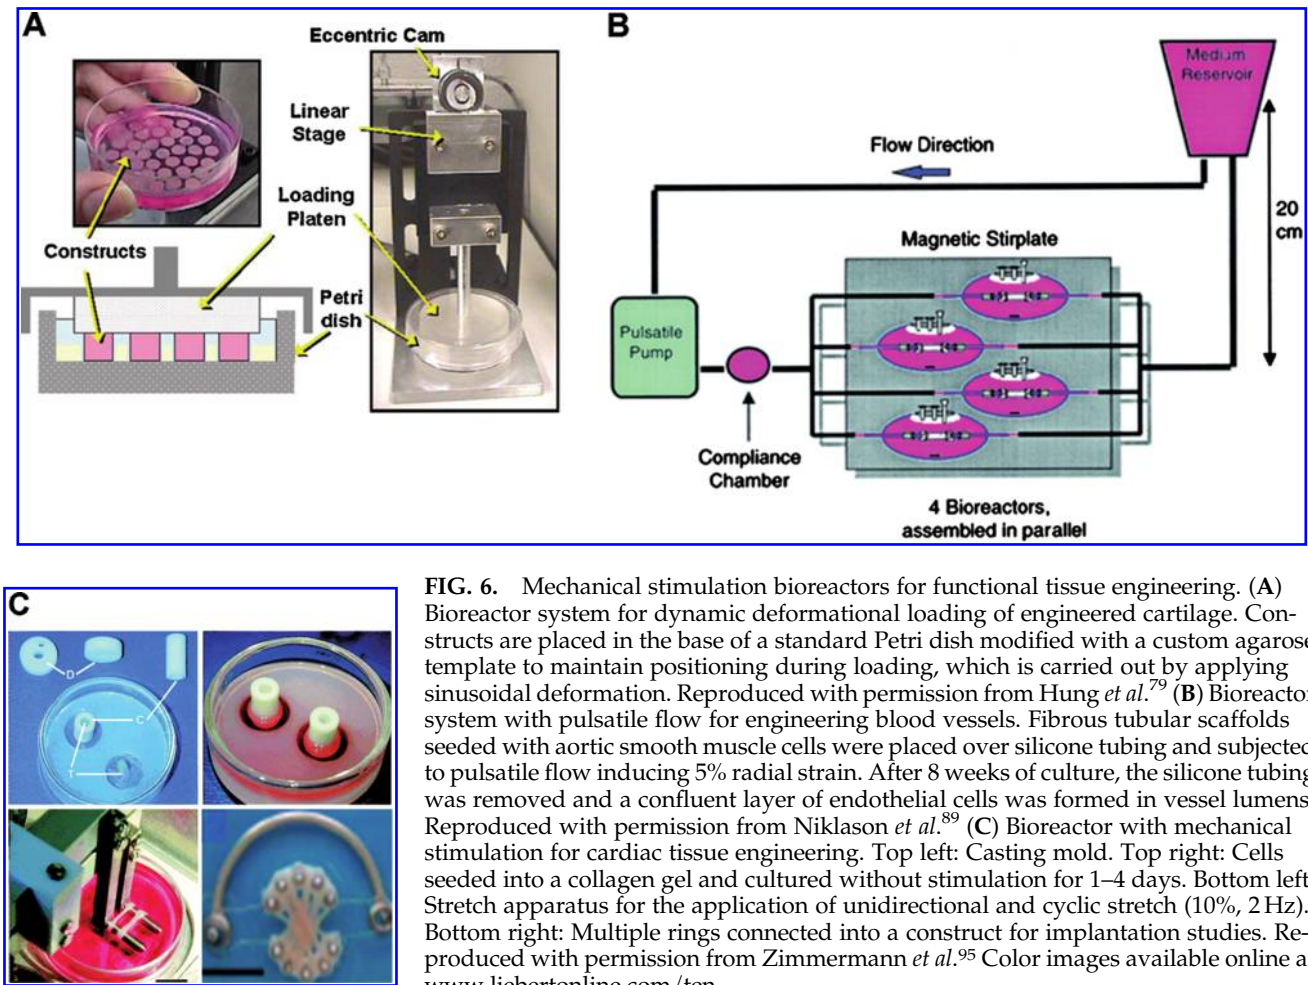 A
Eccentric Cam
Linear
Stage
Loading
Platen
Constructs
Petri
dish
B
Medium
Reservoir
Flow Direction
20
cm
Magnetic Stirplate
Pulsatile
Pump
Compliance
Chamber
4 Bioreactors,
assembled in parallel
C
D
C
T
FIG. 6. Mechanical stimulation bioreactors for functional tissue engineering. (A)
Bioreactor system for dynamic deformational loading of engineered cartilage. Con-
structs are placed in the base of a standard Petri dish modified with a custom agarose
template to maintain positioning during loading, which is carried out by applying
sinusoidal deformation. Reproduced with permission from Hung et al.79 (B) Bioreactor
system with pulsatile flow for engineering blood vessels. Fibrous tubular scaffolds
seeded with aortic smooth muscle cells were placed over silicone tubing and subjected
to pulsatile flow inducing 5% radial strain. After 8 weeks of culture, the silicone tubing
was removed and a confluent layer of endothelial cells was formed in vessel lumens
Reproduced with permission from Niklason et al.89 (C) Bioreactor with mechanical
stimulation for cardiac tissue engineering. Top left: Casting mold. Top right: Cells
seeded into a collagen gel and cultured without stimulation for 1–4 days. Bottom left
Stretch apparatus for the application of unidirectional and cyclic stretch (10%, 2 Hz).
Bottom right: Multiple rings connected into a construct for implantation studies. Re-
produced with permission from Zimmermann et al.95 Color images available online a
www.liebertonline.com/ten